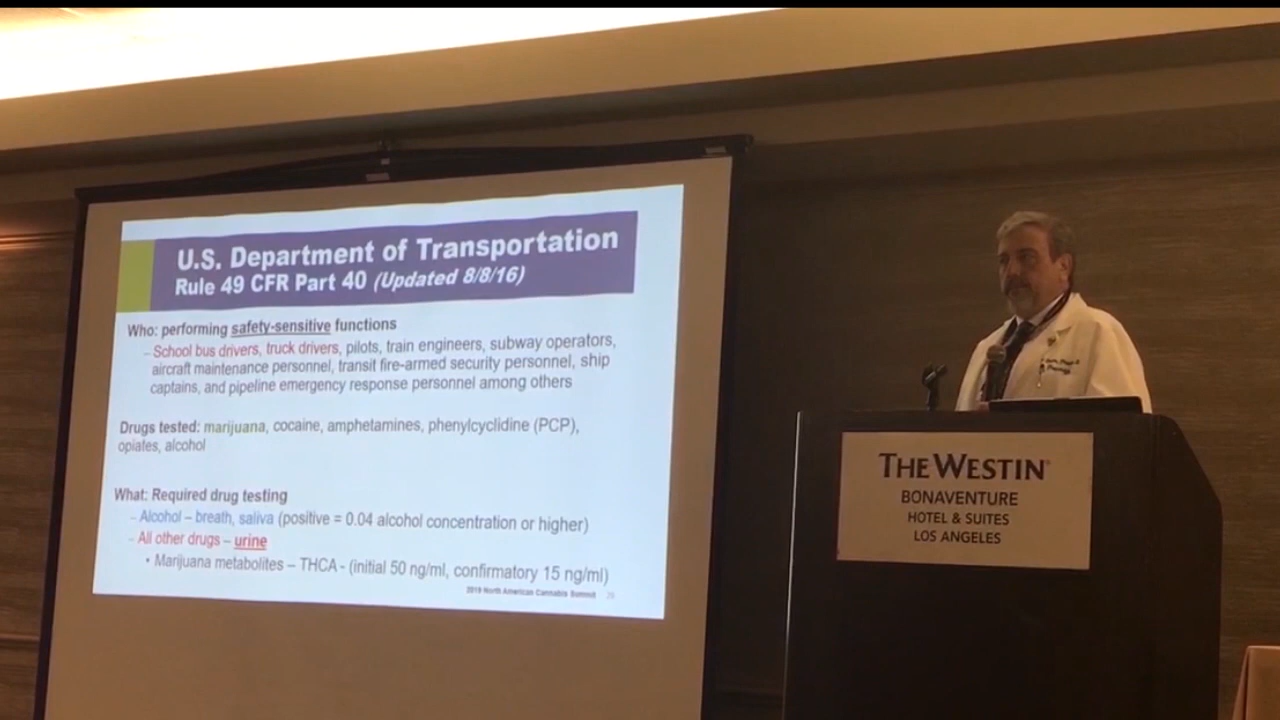 U.S. Department of Transportation
Rule 49 CFR Part 40 (Updated 8/8/16)
Who: performing safety-sensitive functions
– School bus drivers, truck drivers, pilots, train engineers, subway operators,
aircraft maintenance personnel, transit fire-armed security personnel, ship
captains, and pipeline emergency response personnel among others
Drugs tested: marijuana, cocaine, amphetamines, phenylcyclidine (PCP),
opiates, alcohol
What: Required drug testing
– Alcohol – breath, saliva (positive = 0.04 alcohol concentration or higher)
– All other drugs – urine
• Marijuana metabolites – THCA - (initial 50 ng/ml, confirmatory 15 ng/ml)
2019 North American Cannabis Summit
THE WESTIN
BONAVENTURE
HOTEL & SUITES
LOS ANGELES